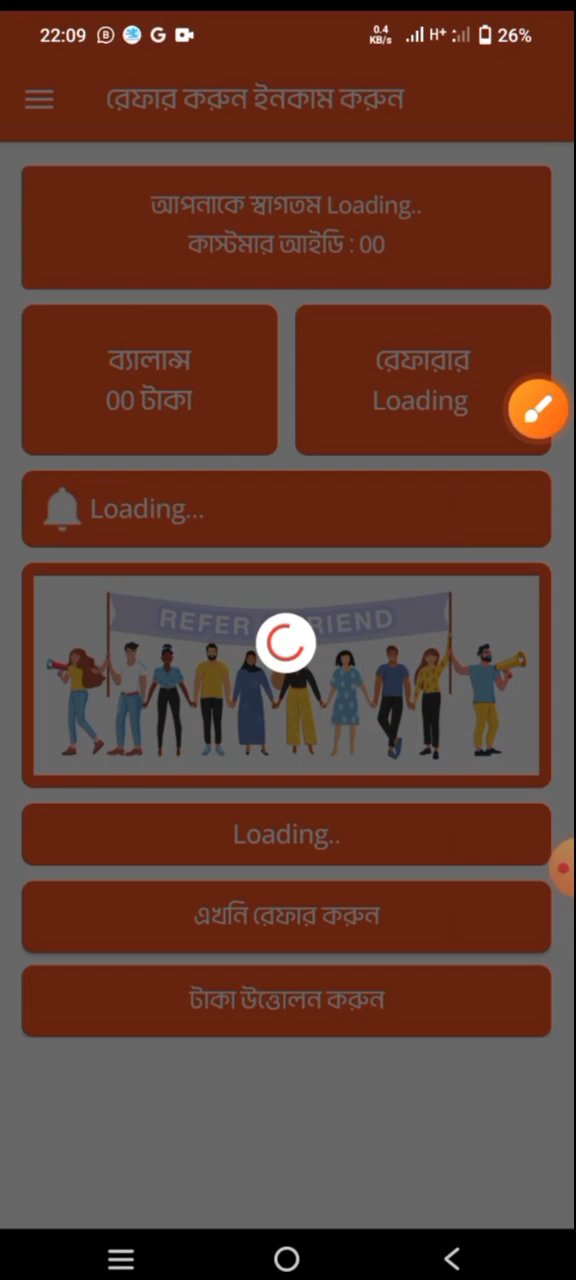 22:09
0.4
KB/s
H+
26%
রেফার করুন ইনকাম করুন
আপনাকে স্বাগতম Loading..
কাস্টমার আইডি : 00
ব্যালান্স
00 টাকা
রেফারার
Loading
Loading...
REFER RIEND
Loading..
এখনি রেফার করুন
টাকা উত্তোলন করুন